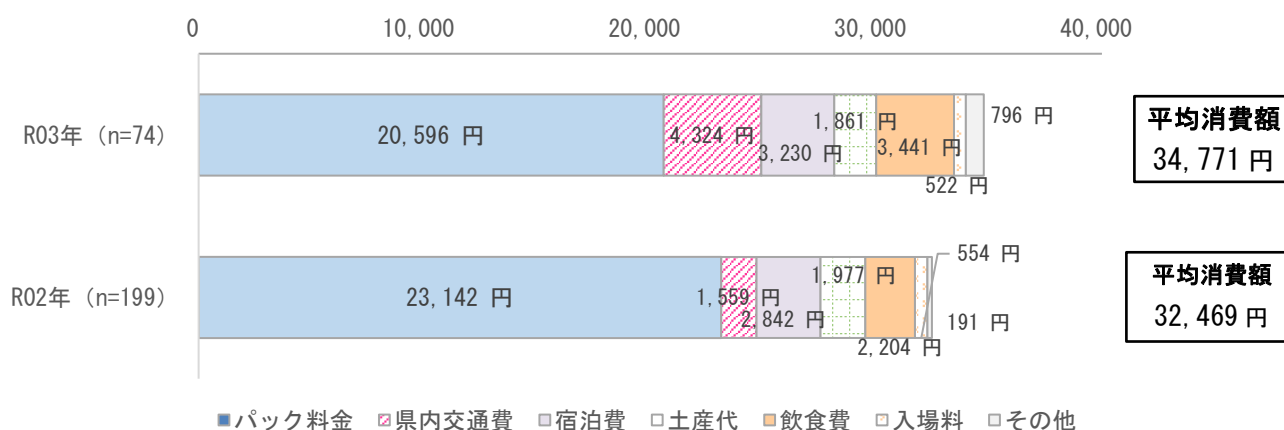 0 10,000 20,000 30,000 40,000
R03年 (n=74)
20,596 円
4,324 円
3,230 円
1,861 円
3,441 円
522 円
796 円
平均消費額
34,771 円
R02年 (n=199)
23,142 円
1,559 円
2,842 円
1,977 円
2,204 円
554 円
191 円
平均消費額
32,469 円
パック料金 県内交通費 宿泊費 土産代 飲食費 入場料 その他